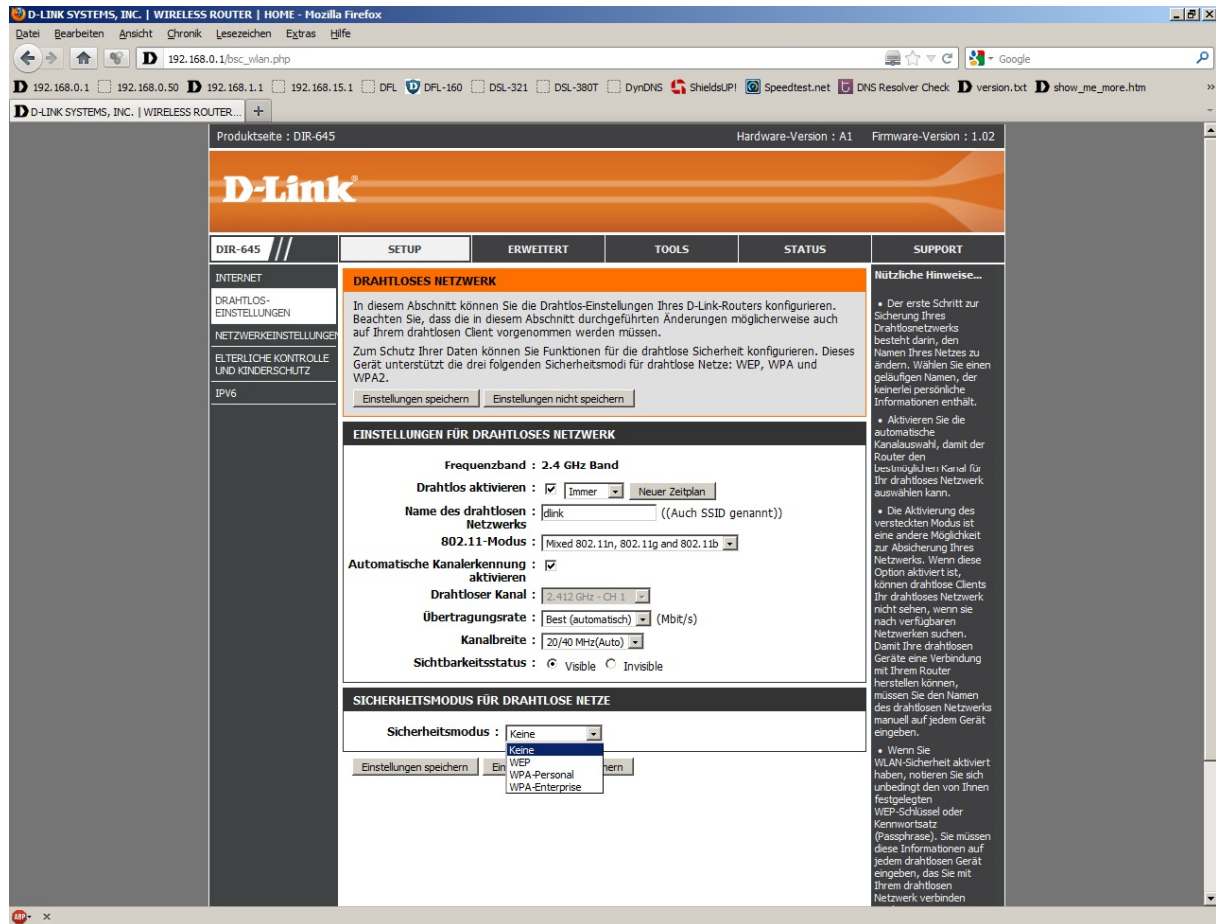 D-LINK SYSTEMS, INC. | WIRELESS ROUTER | HOME - Mozilla Firefox
Datei Bearbeiten Ansicht Chronik Lesezeichen Extras Hilfe
192.168.0.1/bsc_wlan.php
Google
192.168.0.1 192.168.0.50 192.168.1.1 192.168.15.1 DFL DFL-160 DSL-321 DSL-380T DynDNS ShieldsUP! Speedtest.net DNS Resolver Check version.txt show_me_more.htm
D-LINK SYSTEMS, INC. | WIRELESS ROUTER...
Produktseite : DIR-645 Hardware-Version : A1 Firmware-Version : 1.02
D-Link
DIR-645 SETUP ERWEITERT TOOLS STATUS SUPPORT
INTERNET
DRAHTLOS-
EINSTELLUNGEN
NETZWERKEINSTELLUNGEN
ELTERLICHE KONTROLLE
UND KINDERSCHUTZ
IPV6
DRAHTLOSES NETZWERK
In diesem Abschnitt können Sie die Drahtlos-Einstellungen Ihres D-Link-Routers konfigurieren.
Beachten Sie, dass die in diesem Abschnitt durchgeführten Änderungen möglicherweise auch
auf Ihrem drahtlosen Client vorgenommen werden müssen.
Zum Schutz Ihrer Daten können Sie Funktionen für die drahtlose Sicherheit konfigurieren. Dieses
Gerät unterstützt die drei folgenden Sicherheitsmodi für drahtlose Netze: WEP, WPA und
WPA2.
Einstellungen speichern Einstellungen nicht speichern
EINSTELLUNGEN FÜR DRAHTLOSES NETZWERK
Frequenzband : 2.4 GHz Band
Drahtlos aktivieren : Immer Neuer Zeitplan
Name des drahtlosen : dlink ((Auch SSID genannt))
Netzwerks
802.11-Modus : Mixed 802.11n, 802.11g and 802.11b
Automatische Kanalerkennung :
aktivieren
Drahtloser Kanal : 2.412 GHz - CH 1
Übertragungsrate : Best (automatisch) (Mbit/s)
Kanalbreite : 20/40 MHz(Auto)
Sichtbarkeitsstatus : Visible Invisible
SICHERHEITSMODUS FÜR DRAHTLOSE NETZE
Sicherheitsmodus : Keine
Keine
WEP
WPA-Personal
WPA-Enterprise
Einstellungen speichern
Nützliche Hinweise...
• Der erste Schritt zur
Sicherung Ihres
Drahtlosnetzwerks
besteht darin, den
Namen Ihres Netzes zu
ändern. Wählen Sie einen
geläufigen Namen, der
keinerlei persönliche
Informationen enthält.
• Aktivieren Sie die
automatische
Kanalauswahl, damit der
Router den
bestmöglichen Kanal für
Ihr drahtloses Netzwerk
auswählen kann.
• Die Aktivierung des
versteckten Modus ist
eine andere Möglichkeit
zur Absicherung Ihres
Netzwerks. Wenn diese
Option aktiviert ist,
können drahtlose Clients
Ihr drahtloses Netzwerk
nicht sehen, wenn sie
nach verfügbaren
Netzwerken suchen.
Damit Ihre drahtlosen
Geräte eine Verbindung
mit Ihrem Router
herstellen können,
müssen Sie den Namen
des drahtlosen Netzwerks
manuell auf jedem Gerät
eingeben.
• Wenn Sie
WLAN-Sicherheit aktiviert
haben, notieren Sie sich
unbedingt den von Ihnen
festgelegten
WEP-Schlüssel oder
Kennwortsatz
(Passphrase). Sie müssen
diese Informationen auf
jedem drahtlosen Gerät
eingeben, das Sie mit
Ihrem drahtlosen
Netzwerk verbinden
ABP